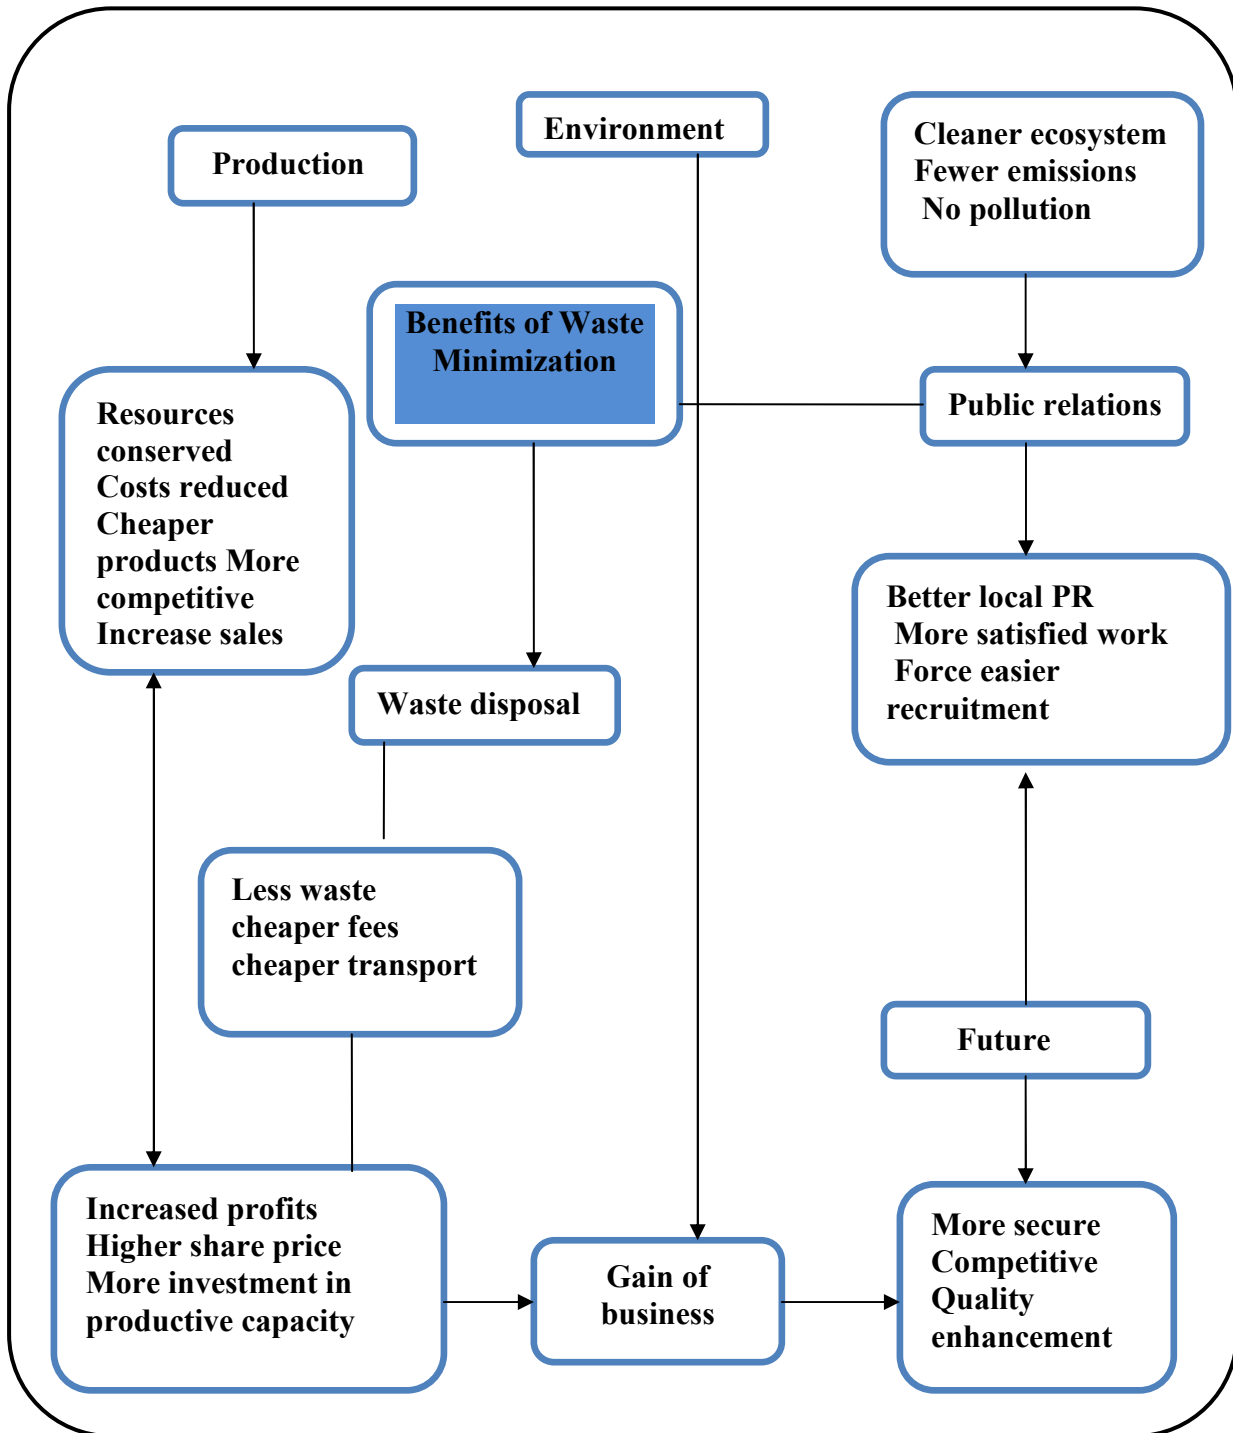 Environment
Cleaner ecosystem
Fewer emissions
No pollution
Production
Benefits of Waste
Minimization
Public relations
Resources
conserved
Costs reduced
Cheaper
products More
competitive
Increase sales
Better local PR
More satisfied work
Force easier
recruitment
Waste disposal
Less waste
cheaper fees
cheaper transport
Future
Increased profits
Higher share price
More investment in
productive capacity
Gain of
business
More secure
Competitive
Quality
enhancement